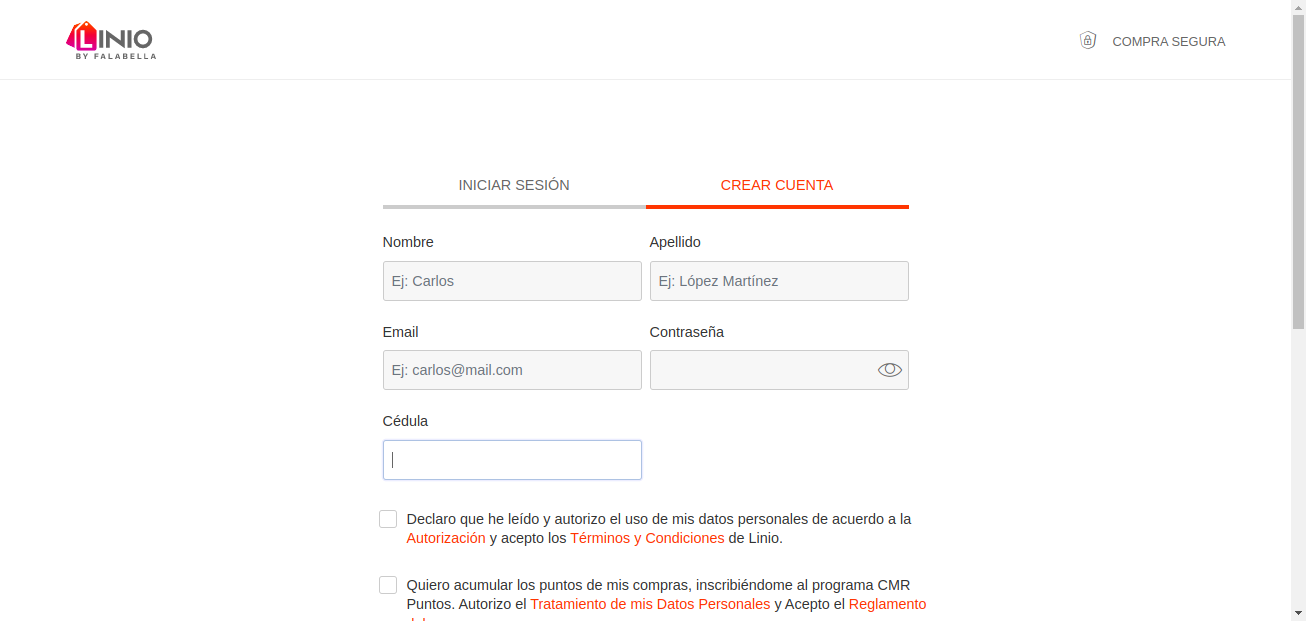 LINIO
BY FALABELLA
COMPRA SEGURA
INICIAR SESIÓN
CREAR CUENTA
Nombre
Apellido
Ej: Carlos
Ej: López Martínez
Email
Contraseña
Ej: carlos@mail.com
Cédula
Declaro que he leído y autorizo el uso de mis datos personales de acuerdo a la
Autorización y acepto los Términos y Condiciones de Linio.
Quiero acumular los puntos de mis compras, inscribiéndome al programa CMR
Puntos. Autorizo el Tratamiento de mis Datos Personales y Acepto el Reglamento